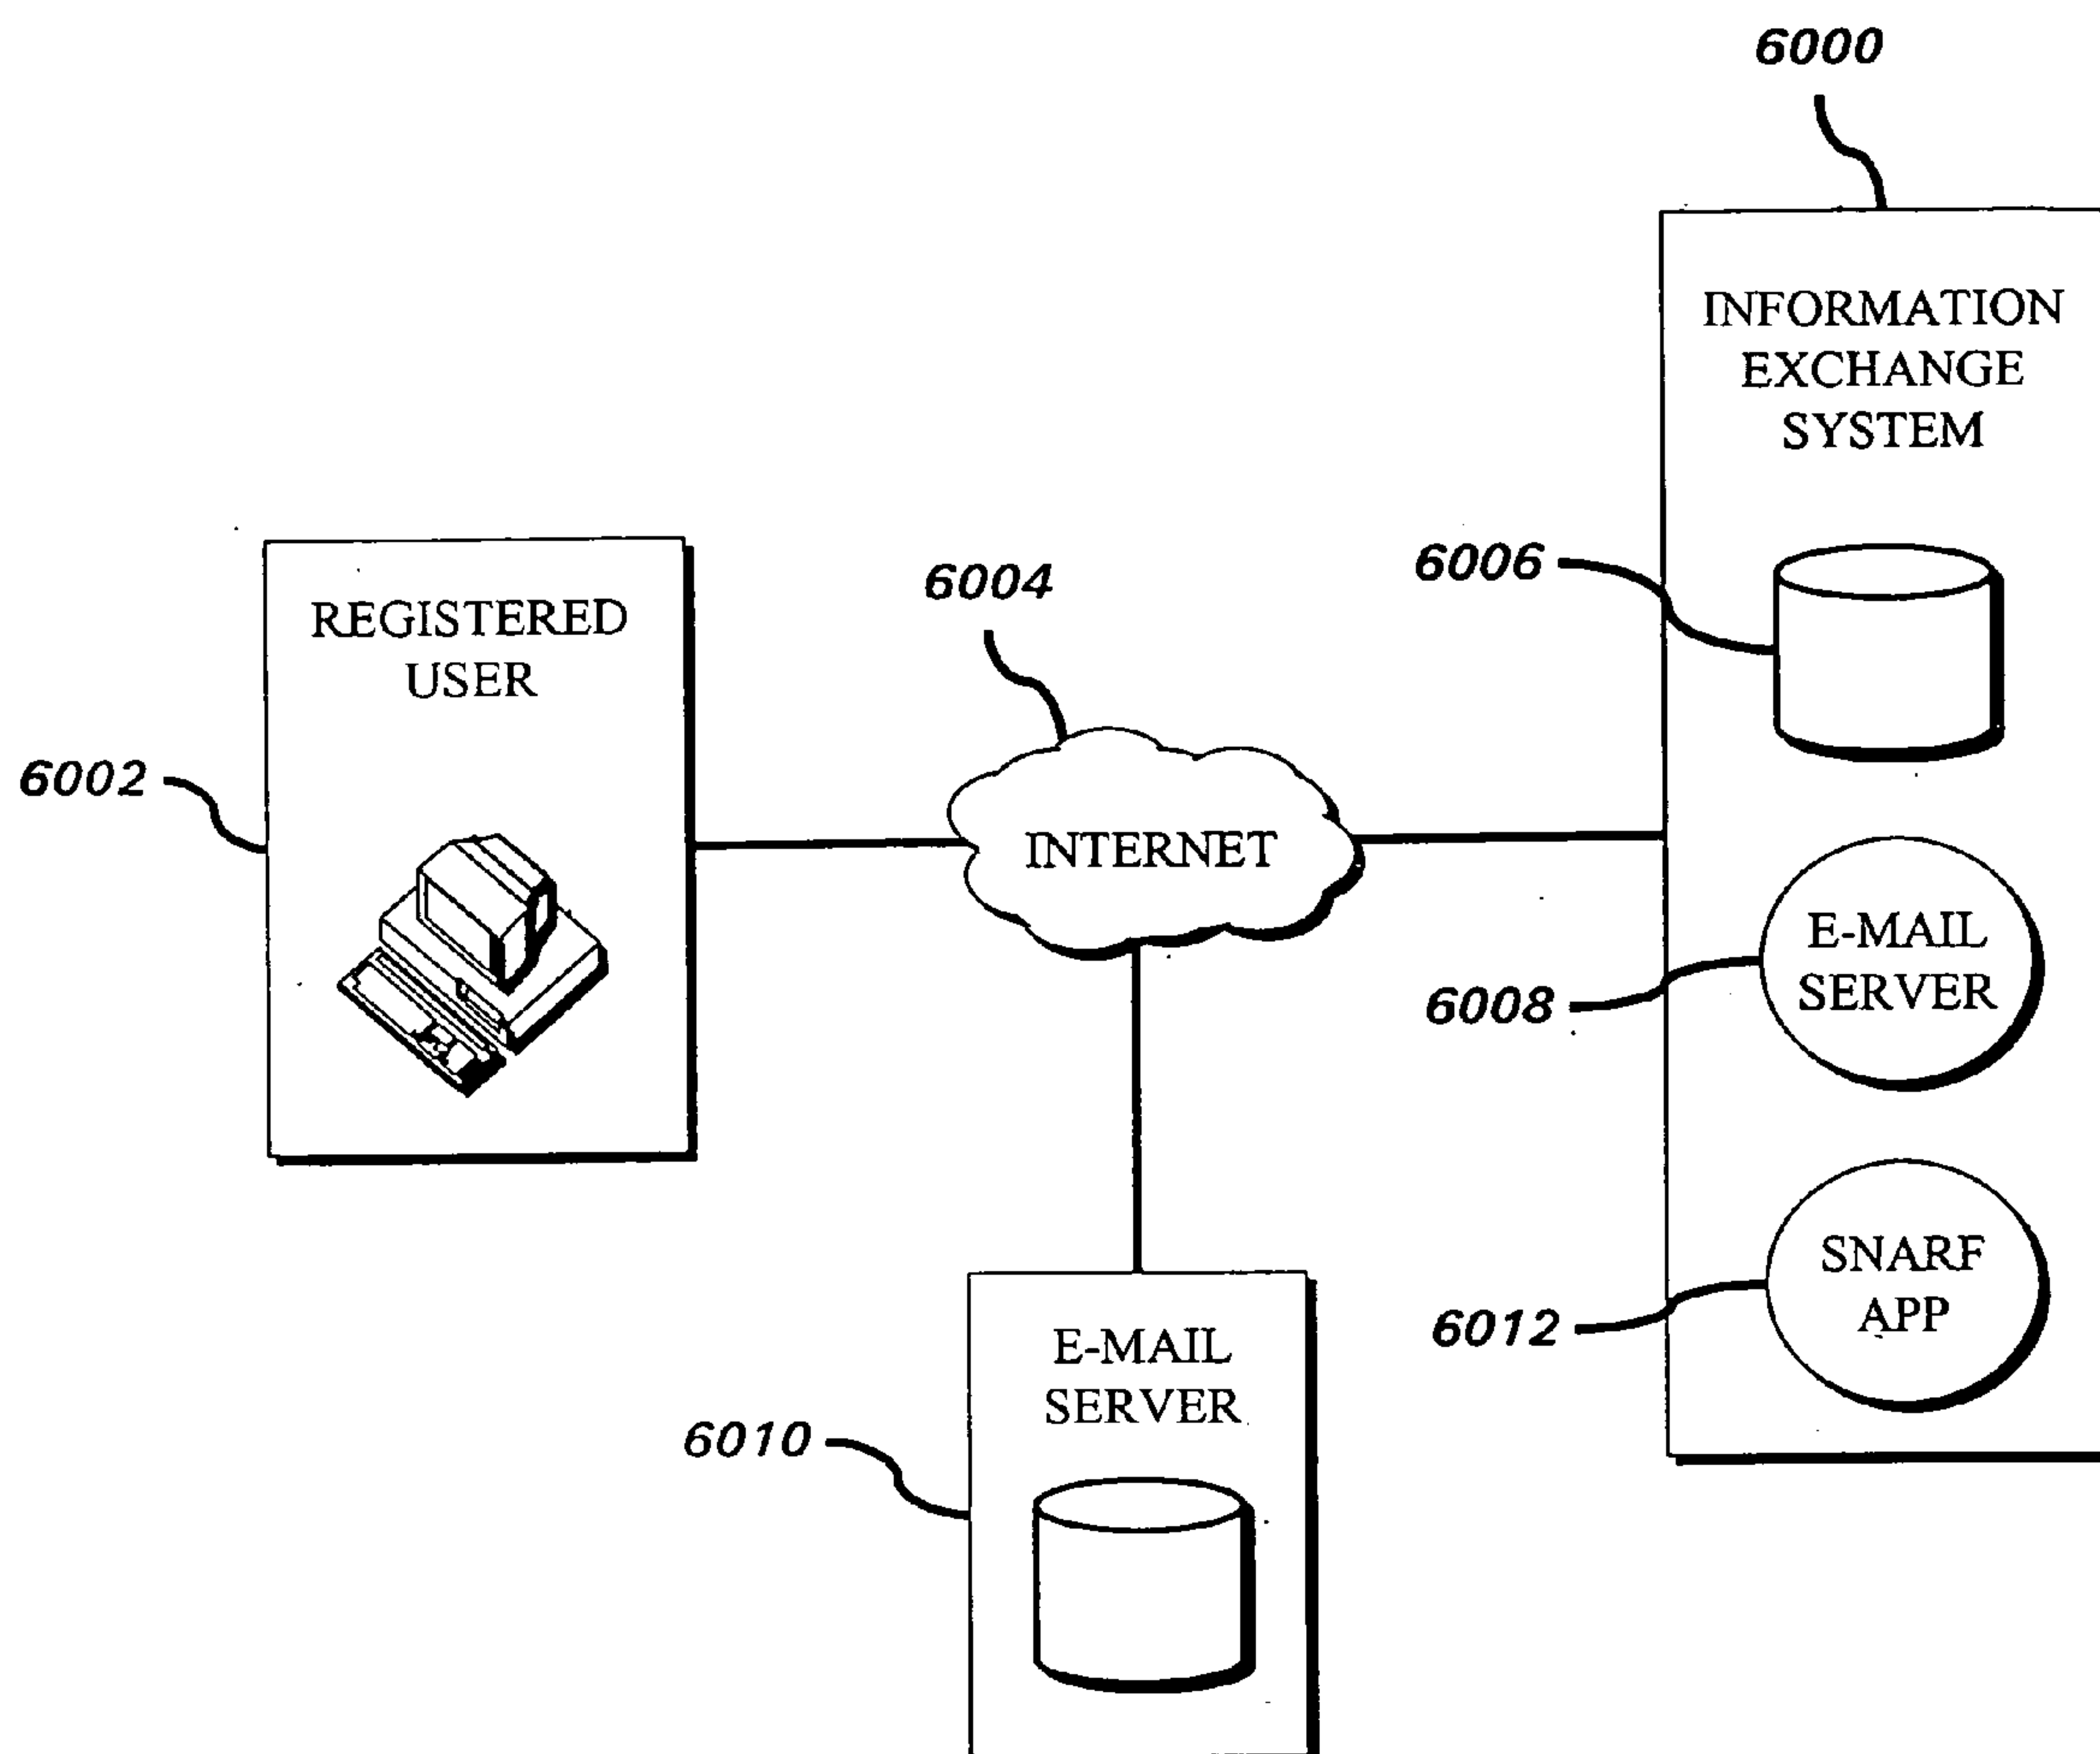 6000
INFORMATION
EXCHANGE
SYSTEM
6006
6004
REGISTERED
USER
6002
INTERNET
E-MAIL
SERVER
6008
SNARF
APP
6012
E-MAIL
SERVER
6010